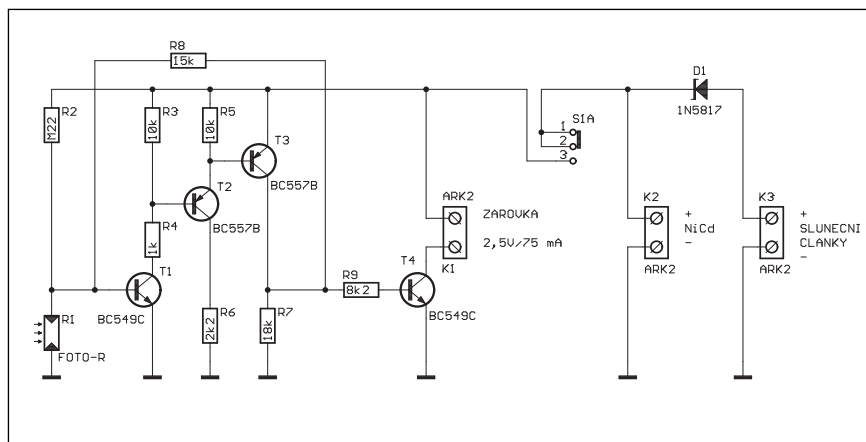 R8
15k
R2
M22
R3
10k
R5
10k
T3
BC557B
T2
BC557B
R4
1k
T1
BC549C
R1
FOTO-R
R6
2k2
R7
18k
R9
8k2
T4
BC549C
ARK2
K1
ZAROVKA
2,5V/75 mA
S1A
1
2
3
D1
1N5817
K2
+
NiCd
-
ARK2
K3
+
SLUNECNI
CLANKY
-
ARK2